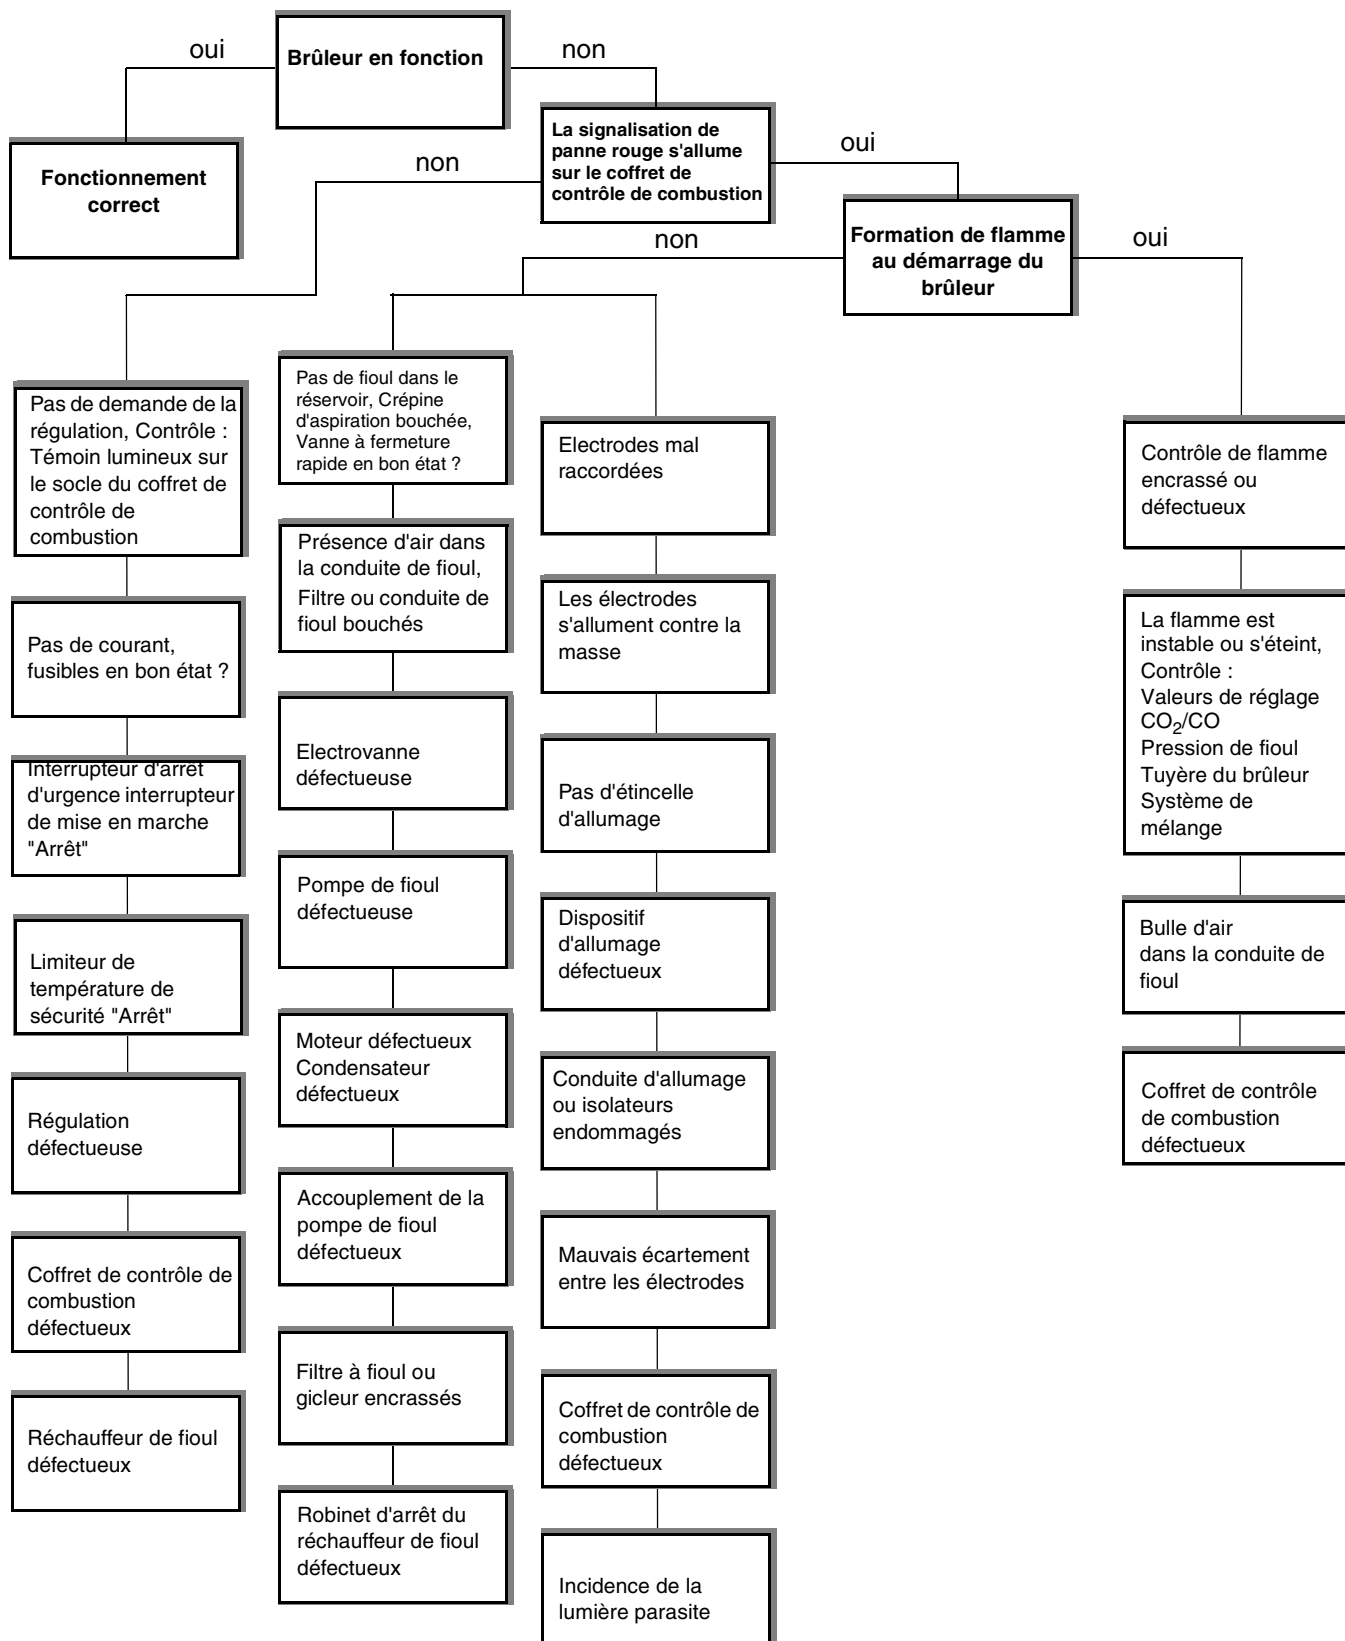 oui
Brûleur en fonction
non
Fonctionnement
correct
La signalisation de
panne rouge s'allume
sur le coffret de
contrôle de combustion
non
oui
Formation de flamme
au démarrage du
brûleur
non
oui
Pas de demande de la
régulation, Contrôle :
Témoin lumineux sur
le socle du coffret de
contrôle de
combustion
Pas de courant,
fusibles en bon état ?
Interrupteur d'arrêt
d'urgence interrupteur
de mise en marche
"Arrêt"
Limiteur de
température de
sécurité "Arrêt"
Régulation
défectueuse
Coffret de contrôle de
combustion
défectueux
Réchauffeur de fioul
défectueux
Pas de fioul dans le
réservoir, Crépine
d'aspiration bouchée,
Vanne à fermeture
rapide en bon état ?
Présence d'air dans
la conduite de fioul,
Filtre ou conduite de
fioul bouchés
Electrovanne
défectueuse
Pompe de fioul
défectueuse
Moteur défectueux
Condensateur
défectueux
Accouplement de la
pompe de fioul
défectueux
Filtre à fioul ou
gicleur encrassés
Robinet d'arrêt du
réchauffeur de fioul
défectueux
Electrodes mal
raccordées
Les électrodes
s'allument contre la
masse
Pas d'étincelle
d'allumage
Dispositif
d'allumage
défectueux
Conduite d'allumage
ou isolateurs
endommagés
Mauvais écartement
entre les électrodes
Coffret de contrôle de
combustion
défectueux
Incidence de la
lumière parasite
Contrôle de flamme
encrassé ou
défectueux
La flamme est
instable ou s'éteint,
Contrôle :
Valeurs de réglage
CO2/CO
Pression de fioul
Tuyère du brûleur
Système de
mélange
Bulle d'air
dans la conduite de
fioul
Coffret de contrôle
de combustion
défectueux